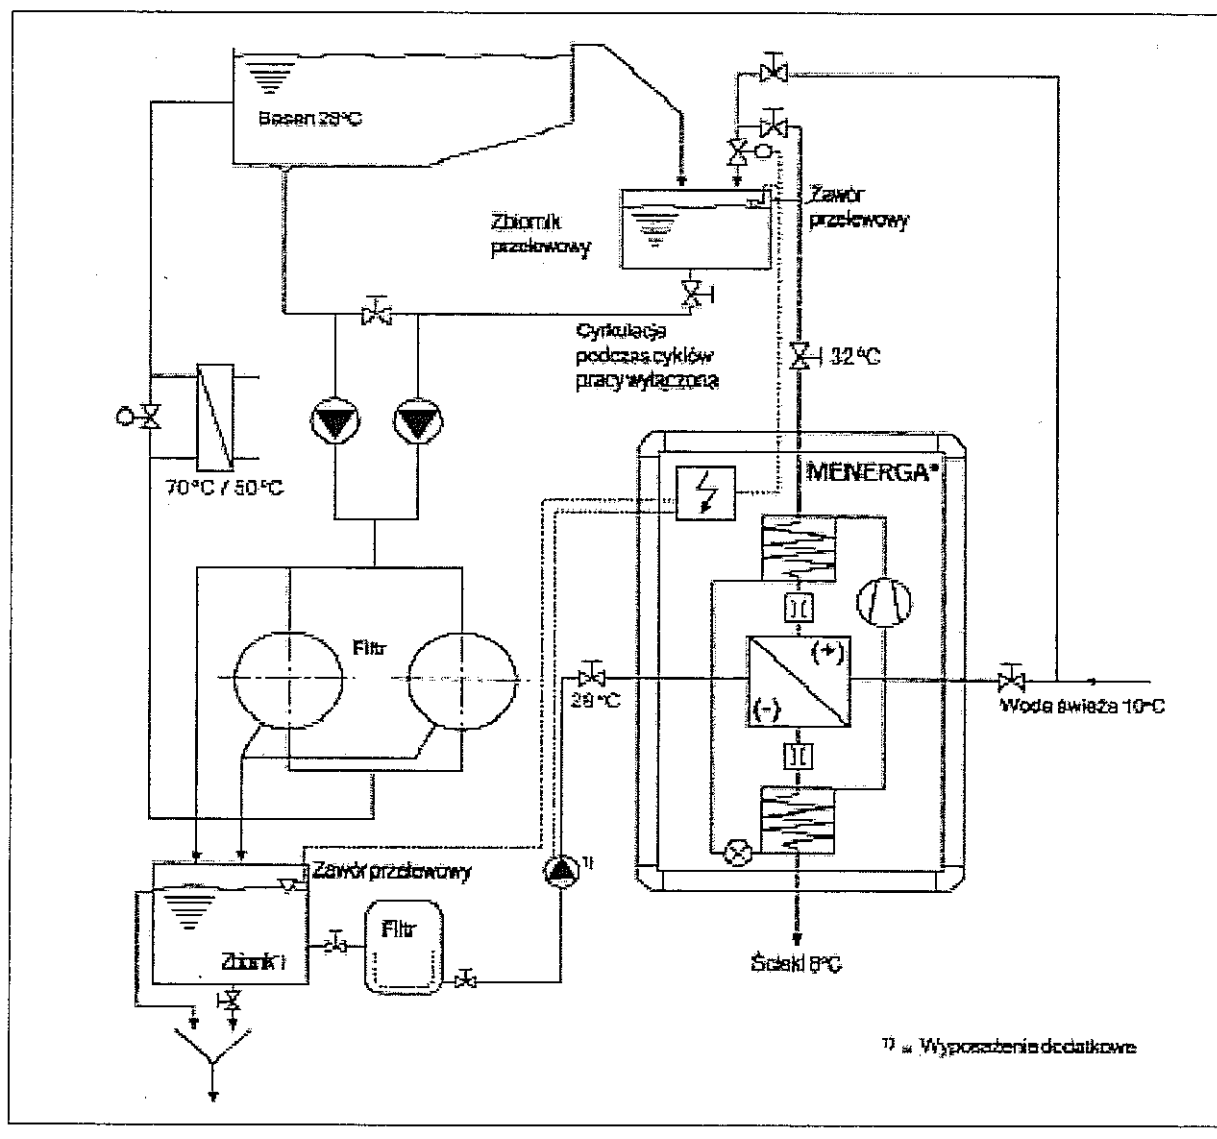 Basen 28°C
Zbiornik
przelewowy
Zawór
przelewowy
Cyrkulacja
podczas cyklów
pracy wyłączona
32°C
70°C / 50°C
MENERGA®
Filtr
(+)
(-)
28°C
Woda świeża 10°C
Zawór przelewowy
1)
Filtr
Zbiornik I
Ścieki 8°C
1) = Wyposażenie dodatkowe